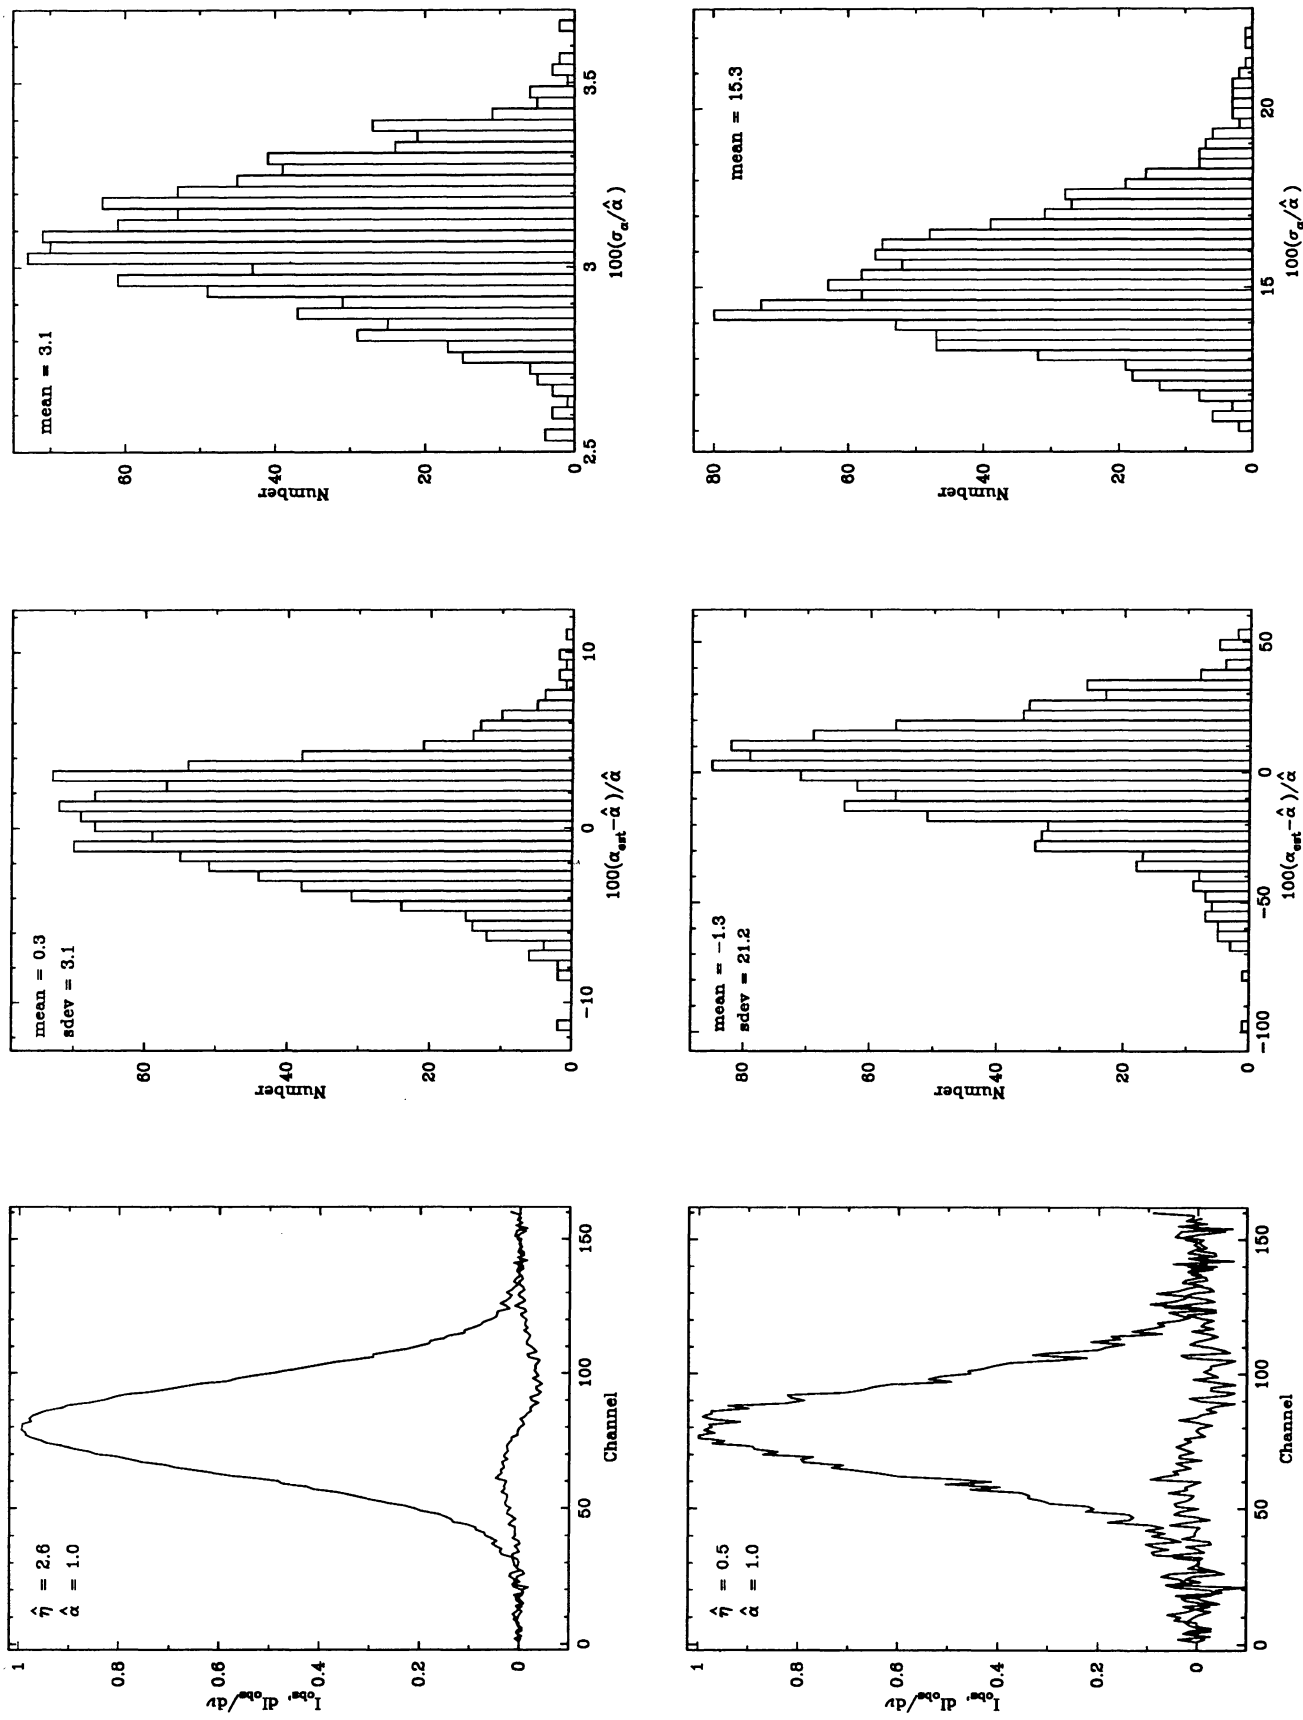 η̂ = 2.6
α̂ = 1.0
1
0.8
0.6
0.4
0.2
0
I_obs, dI_obs/dν
0 50 100 150
Channel
mean = 0.3
sdev = 3.1
60
40
20
0
Number
−10 0 10
100(α_est−α̂)/α̂
mean = 3.1
60
40
20
0
Number
2.5 3 3.5
100(σ_α/α̂)
η̂ = 0.5
α̂ = 1.0
1
0.8
0.6
0.4
0.2
0
I_obs, dI_obs/dν
0 50 100 150
Channel
mean = −1.3
sdev = 21.2
80
60
40
20
0
Number
−100 −50 0 50
100(α_est−α̂)/α̂
mean = 15.3
80
60
40
20
0
Number
15 20
100(σ_α/α̂)